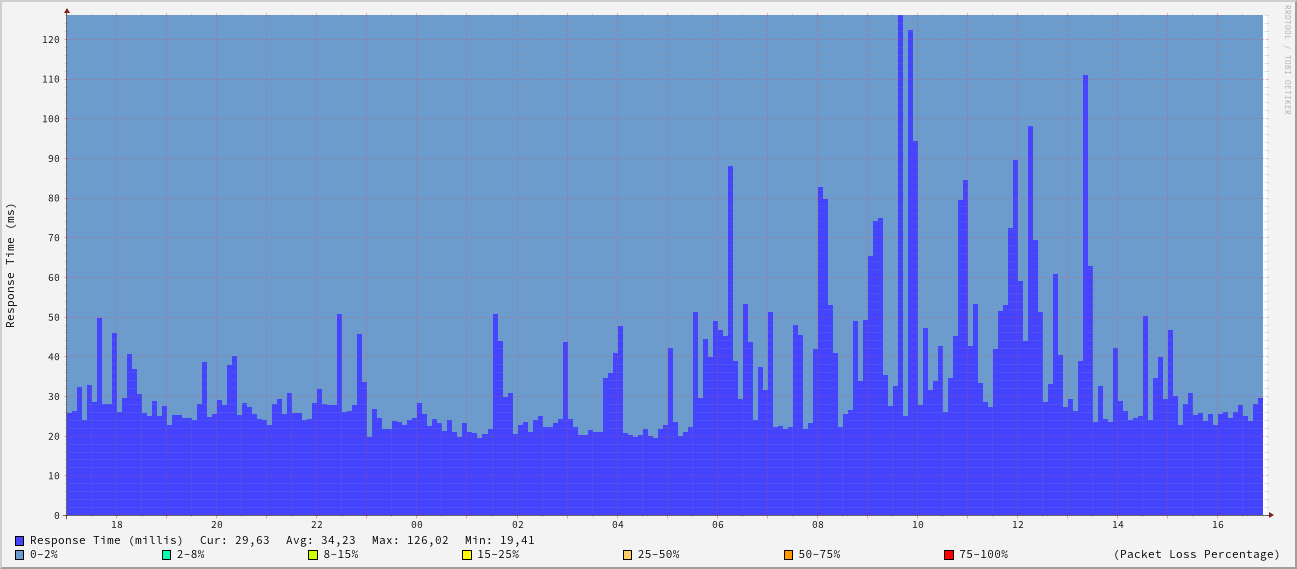 RRDTOOL / TOBI OETIKER
Response Time (ms)
120
110
100
90
80
70
60
50
40
30
20
10
0
18 20 22 00 02 04 06 08 10 12 14 16
Response Time (millis) Cur: 29,63 Avg: 34,23 Max: 126,02 Min: 19,41
0-2% 2-8% 8-15% 15-25% 25-50% 50-75% 75-100% (Packet Loss Percentage)